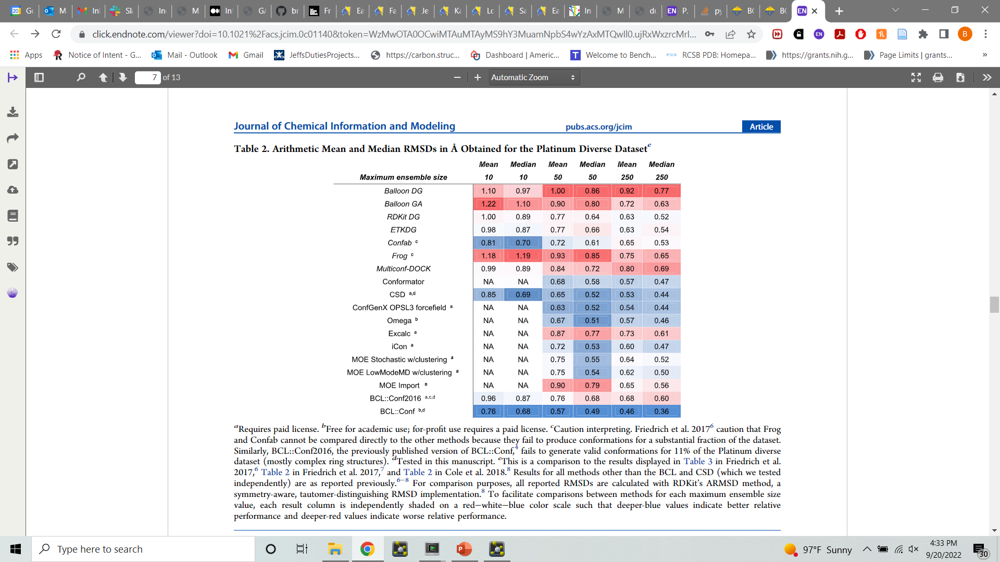 Gc
M
Inl
Sl
In
M
In
G/
br
Fr
Ea
Fa
Je
Ka
Lo
Sa
Ea
In
M
du
EN P.
py
BC
BC
EN
click.endnote.com/viewer?doi=10.1021%2Facs.jcim.0c01140&token=WzMwOTA0OCwiMTAuMTAyMS9hY3MuamNpbS4wYzAxMTQwIl0.ujRxWxzrcMrI...
EN
B
Apps
Notice of Intent - G...
Mail - Outlook
Gmail
JeffsDutiesProjects...
https://carbon.struc...
Dashboard | Americ...
T Welcome to Bench...
PDB RCSB PDB: Homepa...
https://grants.nih.g...
Page Limits | grants...
»
7 of 13
Automatic Zoom
Journal of Chemical Information and Modeling pubs.acs.org/jcim Article
Table 2. Arithmetic Mean and Median RMSDs in Å Obtained for the Platinum Diverse Dataset^e
Mean Median Mean Median Mean Median
Maximum ensemble size 10 10 50 50 250 250
Balloon DG 1.10 0.97 1.00 0.86 0.92 0.77
Balloon GA 1.22 1.10 0.90 0.80 0.72 0.63
RDKit DG 1.00 0.89 0.77 0.64 0.63 0.52
ETKDG 0.98 0.87 0.77 0.66 0.63 0.54
Confab c 0.81 0.70 0.72 0.61 0.65 0.53
Frog c 1.18 1.19 0.93 0.85 0.75 0.65
Multiconf-DOCK 0.99 0.89 0.84 0.72 0.80 0.69
Conformator NA NA 0.68 0.58 0.57 0.47
CSD a,d 0.85 0.69 0.65 0.52 0.53 0.44
ConfGenX OPSL3 forcefield a NA NA 0.63 0.52 0.54 0.44
Omega b NA NA 0.67 0.51 0.57 0.46
Excalc a NA NA 0.87 0.77 0.73 0.61
iCon a NA NA 0.72 0.53 0.60 0.47
MOE Stochastic w/clustering a NA NA 0.75 0.55 0.64 0.52
MOE LowModeMD w/clustering a NA NA 0.75 0.54 0.62 0.50
MOE Import a NA NA 0.90 0.79 0.65 0.56
BCL::Conf2016 a,c,d 0.96 0.87 0.76 0.68 0.68 0.60
BCL::Conf b,d 0.76 0.68 0.57 0.49 0.46 0.36
^aRequires paid license. ^bFree for academic use; for-profit use requires a paid license. ^cCaution interpreting. Friedrich et al. 2017^6 caution that Frog
and Confab cannot be compared directly to the other methods because they fail to produce conformations for a substantial fraction of the dataset.
Similarly, BCL::Conf2016, the previously published version of BCL::Conf,^4 fails to generate valid conformations for 11% of the Platinum diverse
dataset (mostly complex ring structures). ^dTested in this manuscript. ^eThis is a comparison to the results displayed in Table 3 in Friedrich et al.
2017,^6 Table 2 in Friedrich et al. 2017,^7 and Table 2 in Cole et al. 2018.^8 Results for all methods other than the BCL and CSD (which we tested
independently) are as reported previously.^6−8 For comparison purposes, all reported RMSDs are calculated with RDKit's ARMSD method, a
symmetry-aware, tautomer-distinguishing RMSD implementation.^8 To facilitate comparisons between methods for each maximum ensemble size
value, each result column is independently shaded on a red−white−blue color scale such that deeper-blue values indicate better relative
performance and deeper-red values indicate worse relative performance.
Type here to search
97°F Sunny
4:33 PM
9/20/2022
30